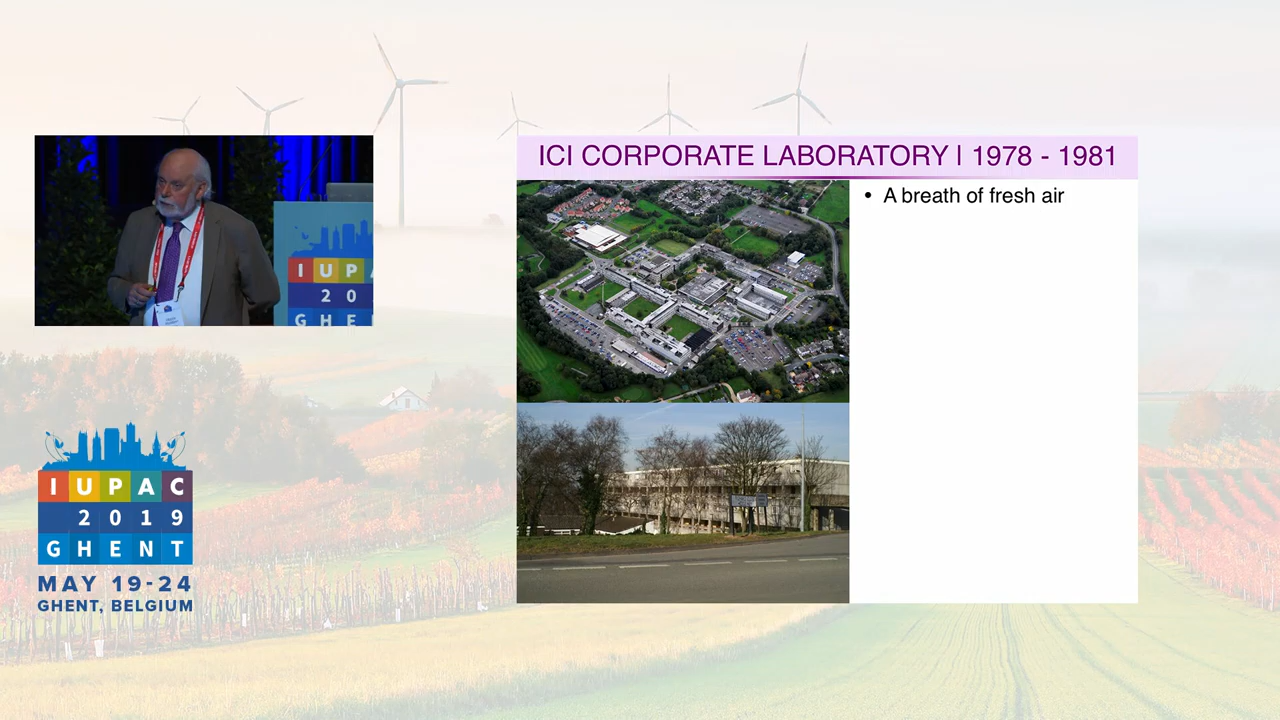 ICI CORPORATE LABORATORY | 1978 - 1981
• A breath of fresh air
I U P A
2 0
G H E
I U P A C
2 0 1 9
G H E N T
MAY 19-24
GHENT, BELGIUM